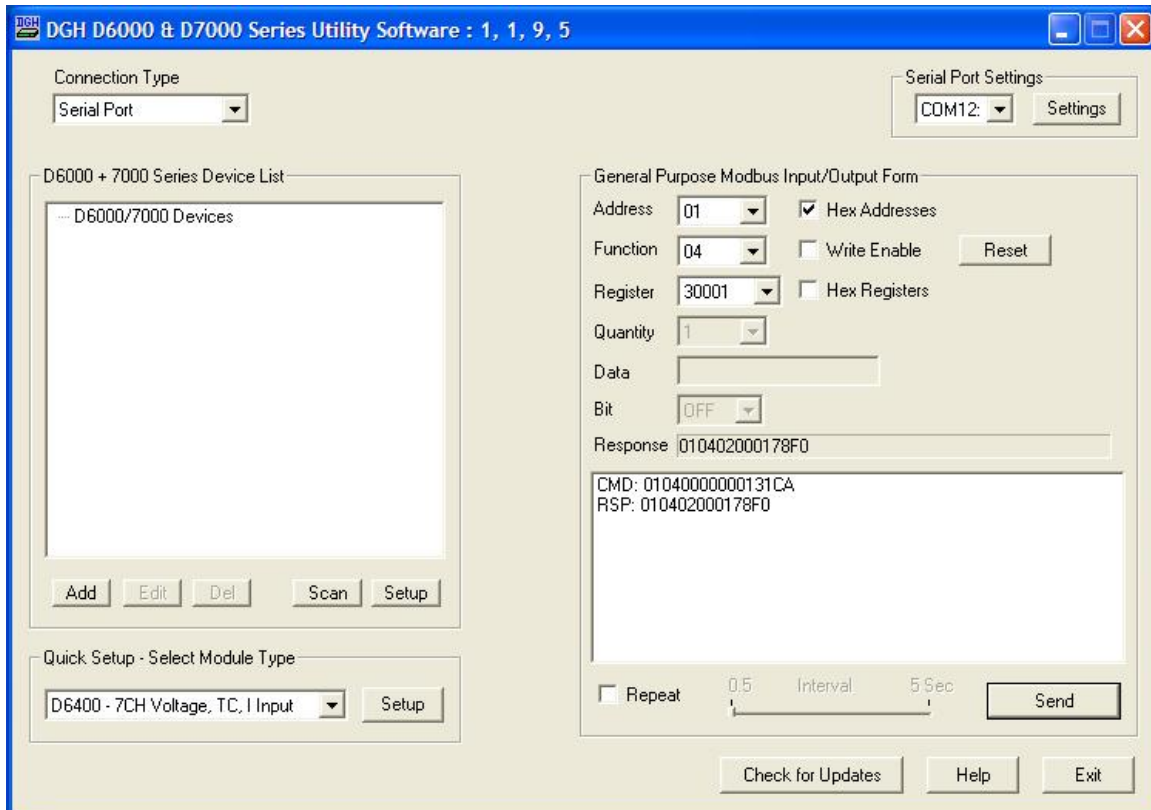 DGH D6000 & D7000 Series Utility Software : 1, 1, 9, 5
Connection Type
Serial Port
Serial Port Settings
COM12:
Settings
D6000 + 7000 Series Device List
D6000/7000 Devices
Add
Edit
Del
Scan
Setup
Quick Setup - Select Module Type
D6400 - 7CH Voltage, TC, I Input
Setup
General Purpose Modbus Input/Output Form
Address 01 Hex Addresses
Function 04 Write Enable Reset
Register 30001 Hex Registers
Quantity 1
Data
Bit OFF
Response 010402000178F0
CMD: 01040000000131CA
RSP: 010402000178F0
Repeat 0.5 Interval 5 Sec Send
Check for Updates Help Exit